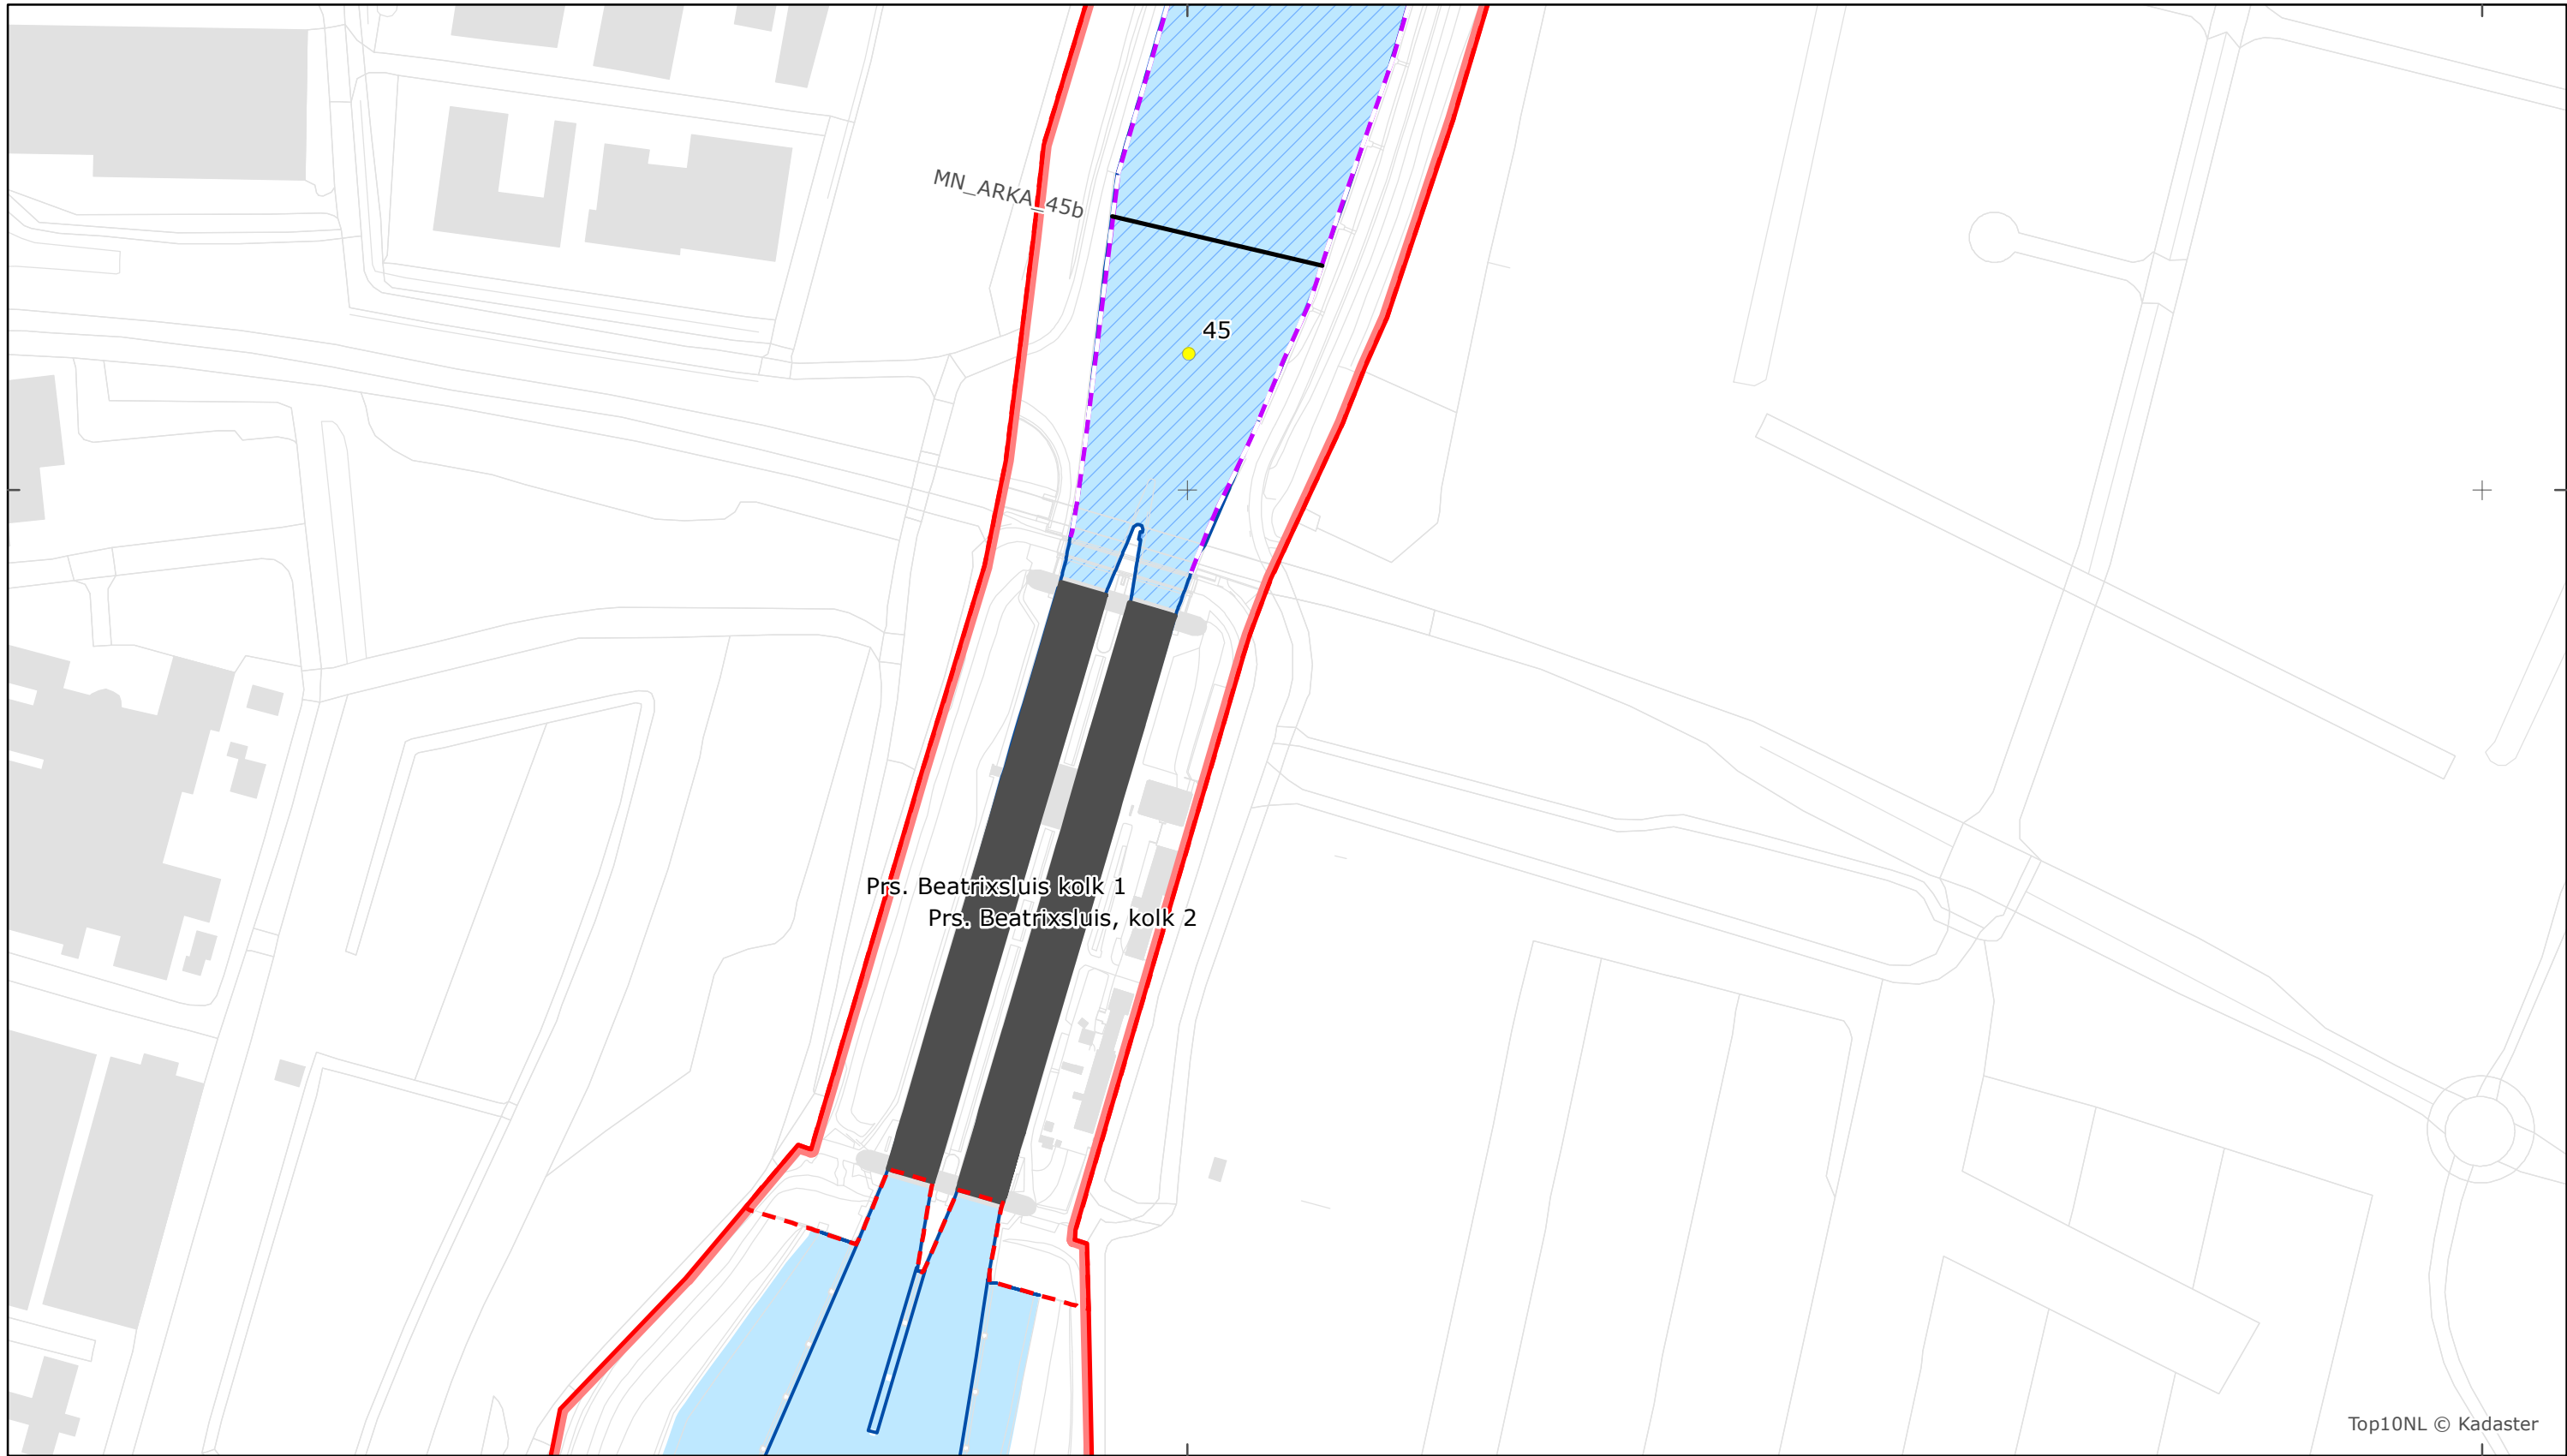 MN_ARKA_45b
45
Prs. Beatrixsluis kolk 1
Prs. Beatrixsluis, kolk 2
Top10NL © Kadaster